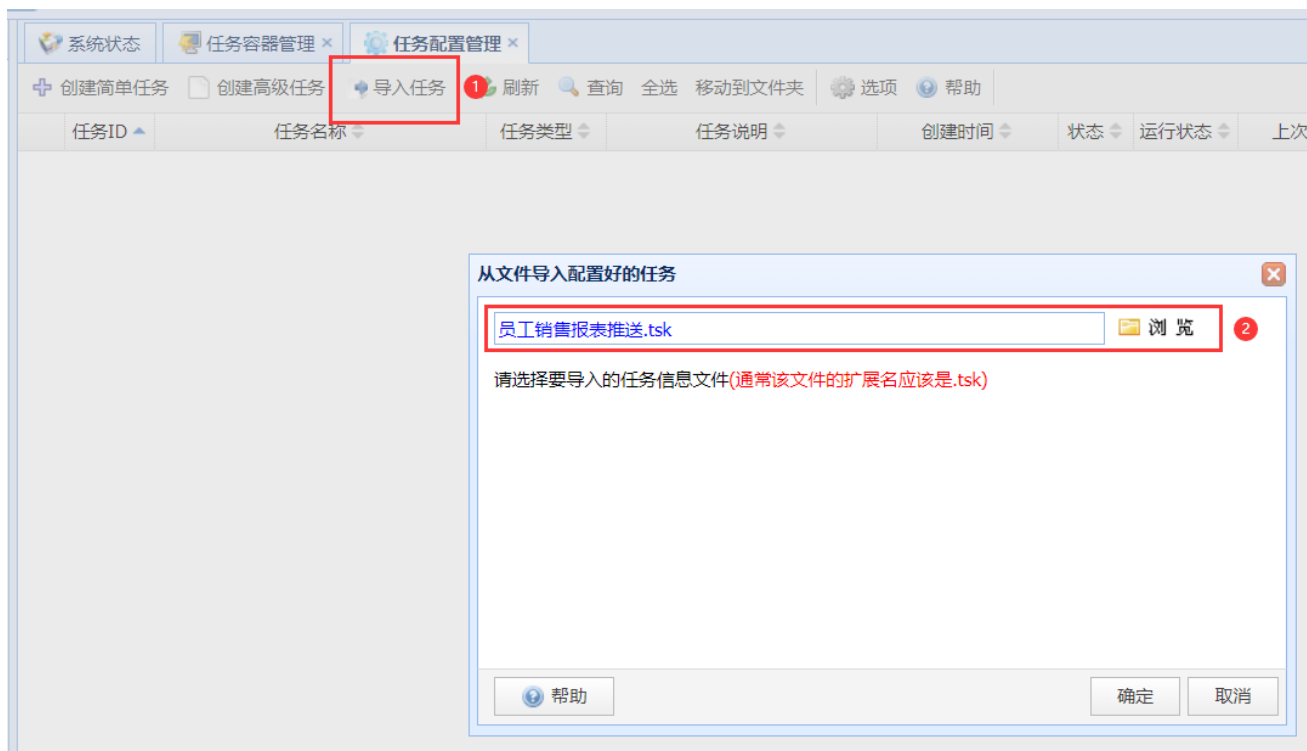 系统状态 任务容器管理 × 任务配置管理 ×
创建简单任务 创建高级任务 导入任务 1 刷新 查询 全选 移动到文件夹 选项 帮助
任务ID 任务名称 任务类型 任务说明 创建时间 状态 运行状态 上次
从文件导入配置好的任务
员工销售报表推送.tsk 浏览 2
请选择要导入的任务信息文件(通常该文件的扩展名应该是.tsk)
帮助 确定 取消